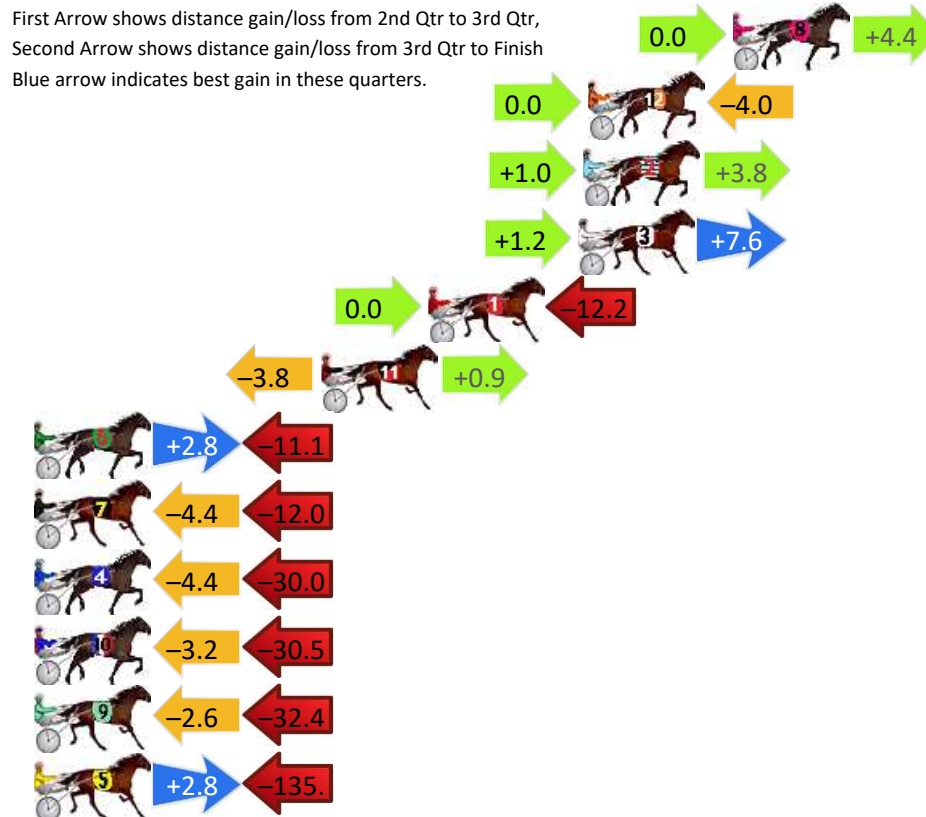 First Arrow shows distance gain/loss from 2nd Qtr to 3rd Qtr,
Second Arrow shows distance gain/loss from 3rd Qtr to Finish
Blue arrow indicates best gain in these quarters.
0.0 8 +4.4
0.0 12 –4.0
+1.0 2 +3.8
+1.2 3 +7.6
0.0 1 –12.2
–3.8 11 +0.9
6 +2.8 –11.1
7 –4.4 –12.0
4 –4.4 –30.0
10 –3.2 –30.5
9 –2.6 –32.4
5 +2.8 –135.